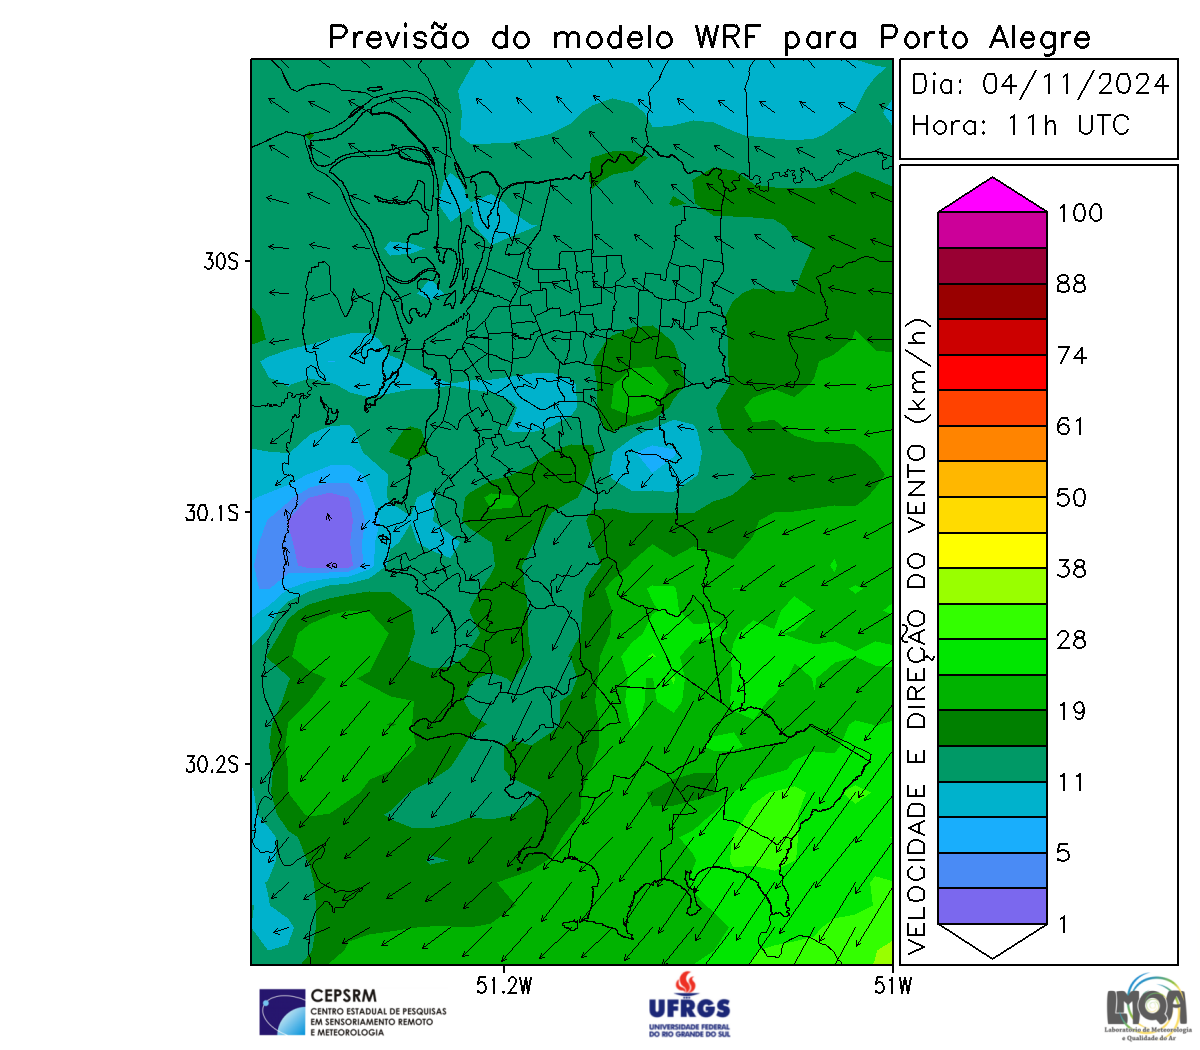 Previsão do modelo WRF para Porto Alegre
Dia: 04/11/2024
Hora: 11h UTC
VELOCIDADE E DIREÇÃO DO VENTO (km/h)
100
88
74
61
50
38
28
19
11
5
1
30S
30.1S
30.2S
51.2W
51W
CEPSRM
CENTRO ESTADUAL DE PESQUISAS
EM SENSORIAMENTO REMOTO
E METEOROLOGIA
UFRGS
UNIVERSIDADE FEDERAL
DO RIO GRANDE DO SUL
LMQA
Laboratório de Meteorologia
e Qualidade do Ar